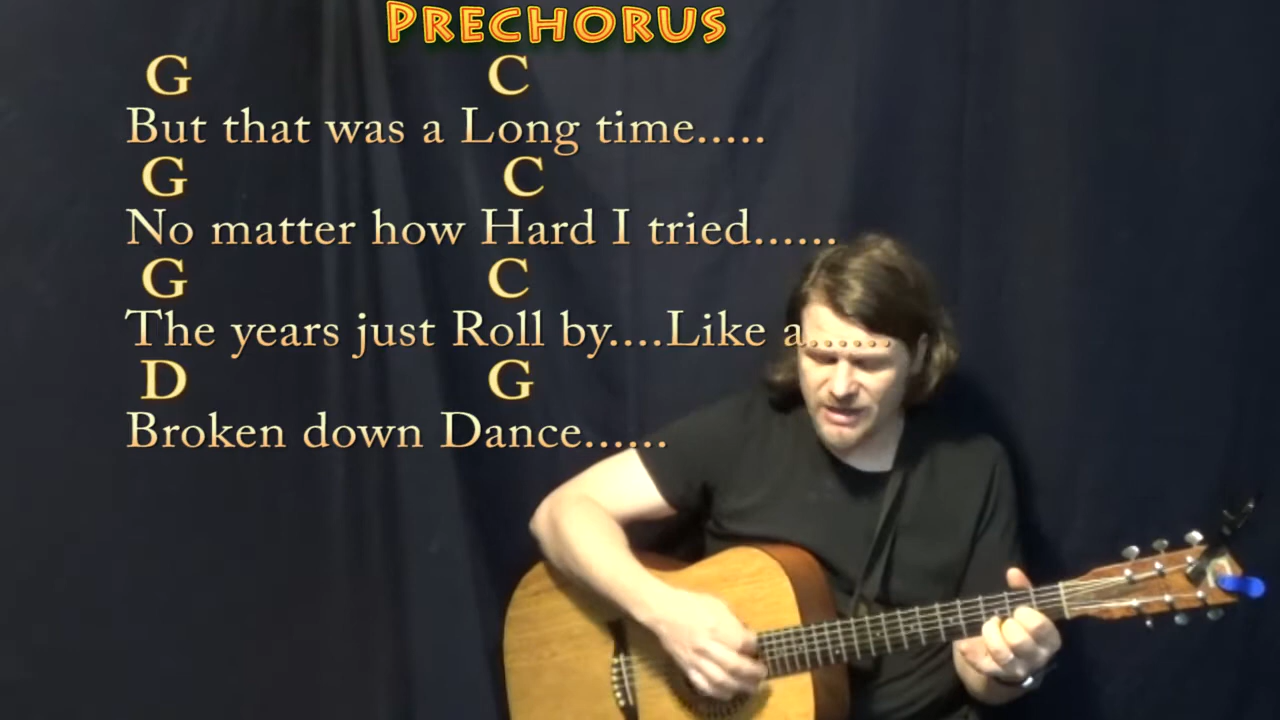 PRECHORUS
G C
But that was a Long time.....
G C
No matter how Hard I tried......
G C
The years just Roll by....Like a......
D G
Broken down Dance......